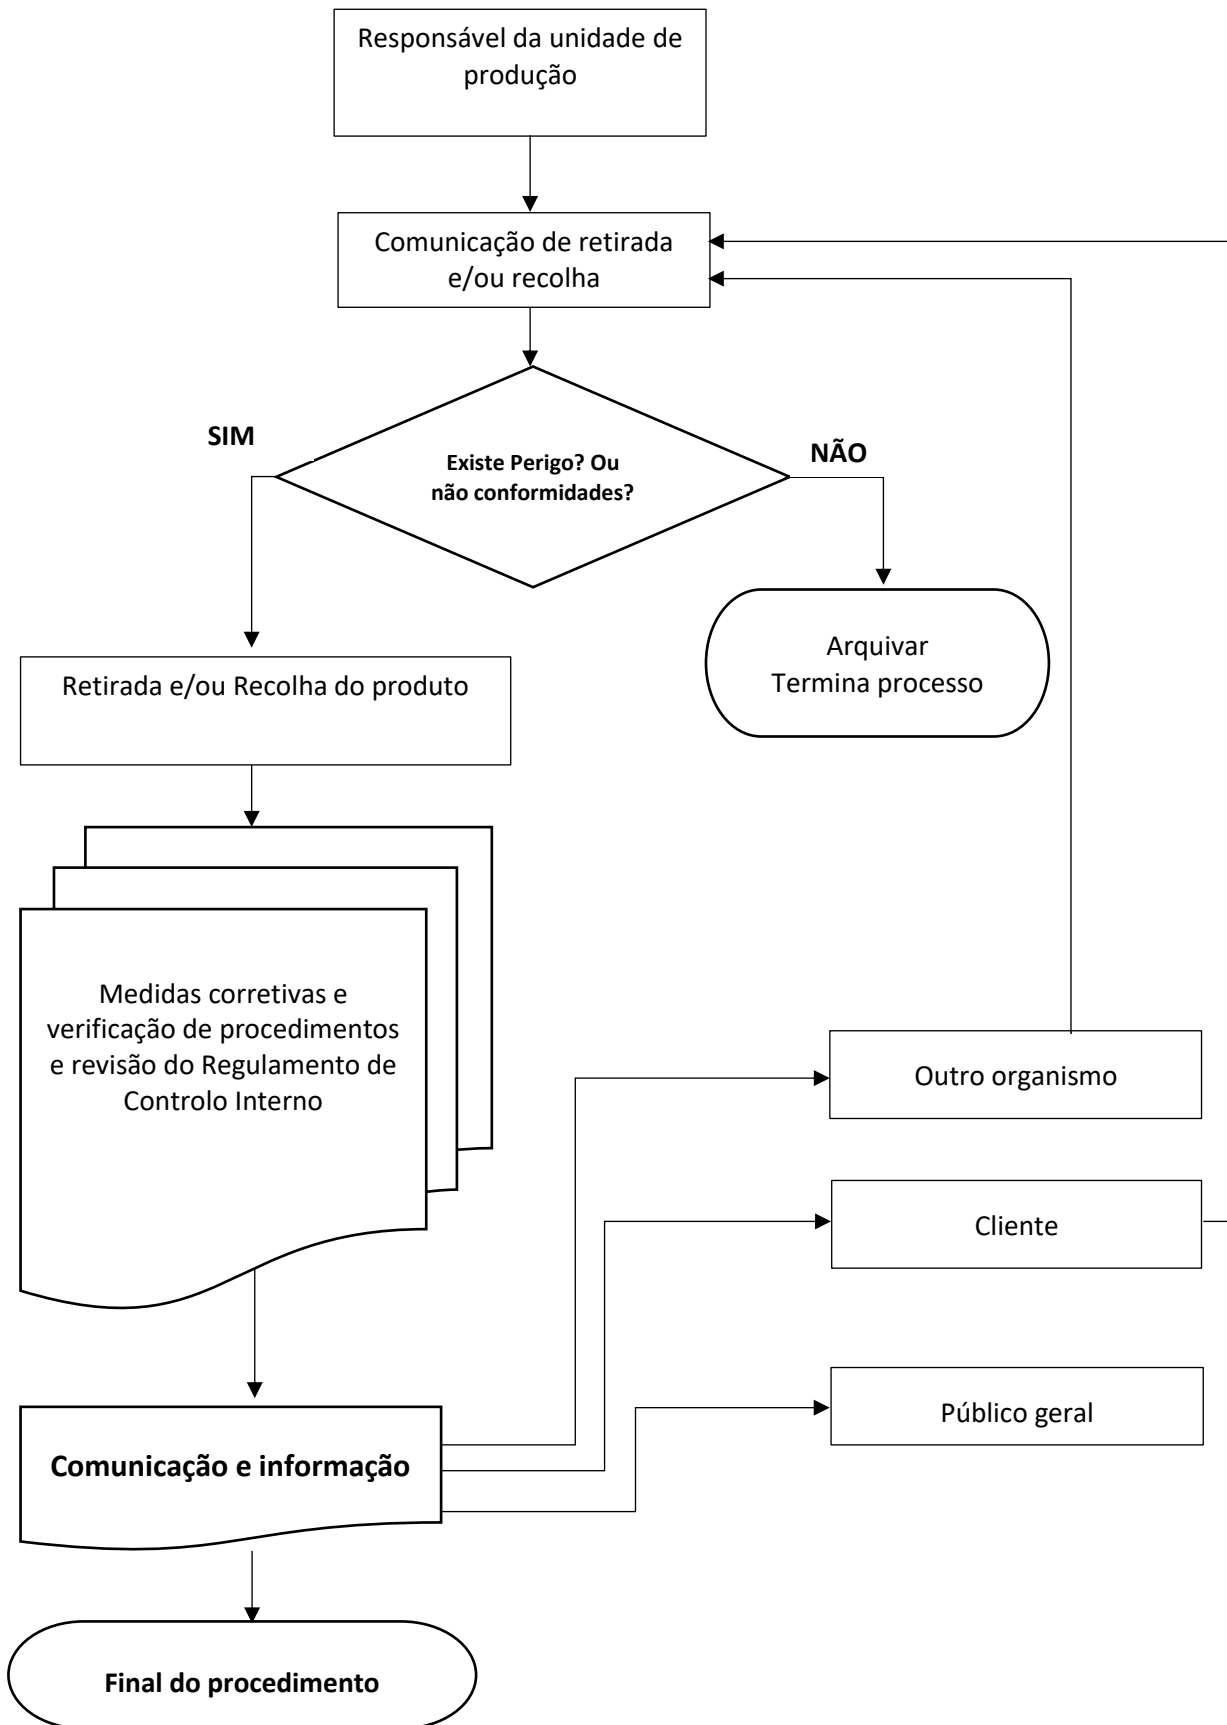 Responsável da unidade de
produção
Comunicação de retirada
e/ou recolha
SIM
Existe Perigo? Ou
não conformidades?
NÃO
Arquivar
Termina processo
Retirada e/ou Recolha do produto
Medidas corretivas e
verificação de procedimentos
e revisão do Regulamento de
Controlo Interno
Outro organismo
Cliente
Público geral
Comunicação e informação
Final do procedimento